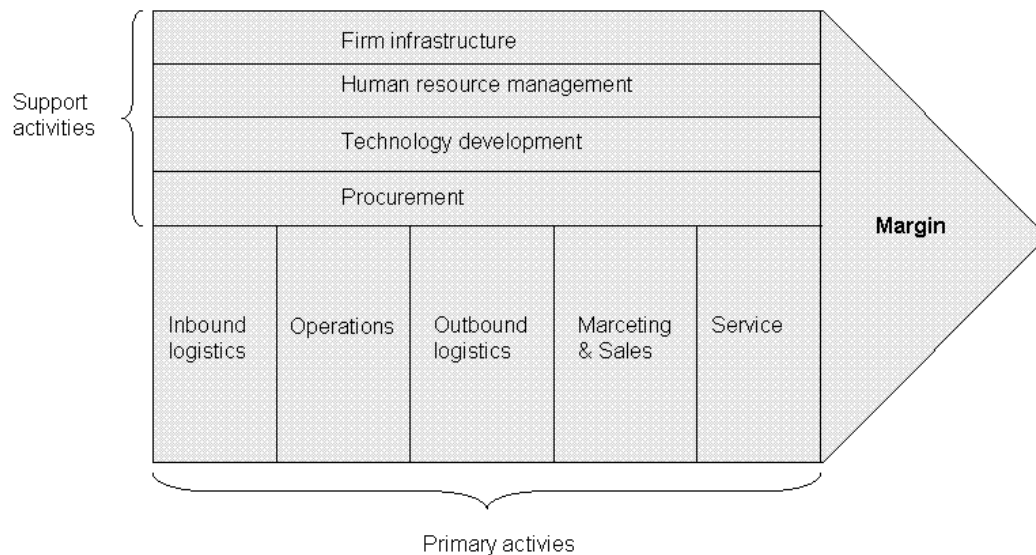 Firm infrastructure
Human resource management
Support
activities
Technology development
Procurement
Margin
Inbound
logistics
Operations
Outbound
logistics
Marceting
& Sales
Service
Primary activies